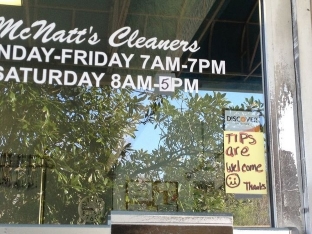 McNatt's Cleaners
NDAY-FRIDAY 7AM-7PM
SATURDAY 8AM-5PM
DISCOVER
TIPS
are
welcome
Thanks